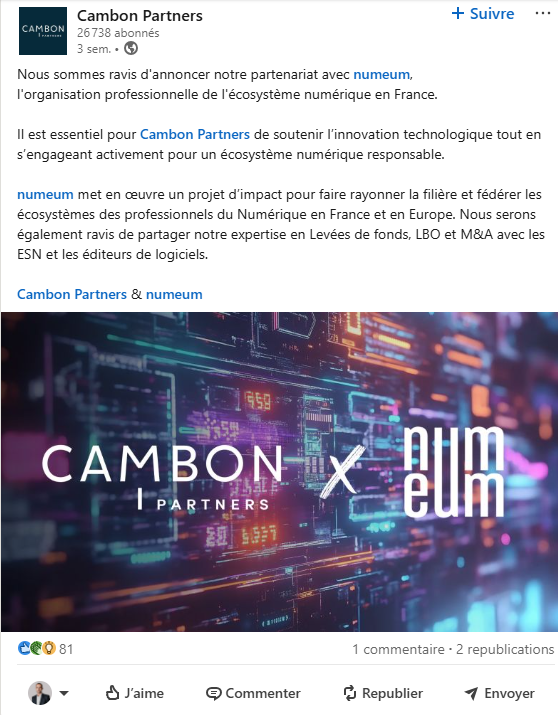 CAMBON
PARTNERS
Cambon Partners
26 738 abonnés
3 sem. •
+ Suivre
Nous sommes ravis d'annoncer notre partenariat avec numeum,
l'organisation professionnelle de l'écosystème numérique en France.
Il est essentiel pour Cambon Partners de soutenir l’innovation technologique tout en
s’engageant activement pour un écosystème numérique responsable.
numeum met en œuvre un projet d’impact pour faire rayonner la filière et fédérer les
écosystèmes des professionnels du Numérique en France et en Europe. Nous serons
également ravis de partager notre expertise en Levées de fonds, LBO et M&A avec les
ESN et les éditeurs de logiciels.
Cambon Partners & numeum
CAMBON
PARTNERS
X
num
eum
81
1 commentaire • 2 republications
J’aime
Commenter
Republier
Envoyer